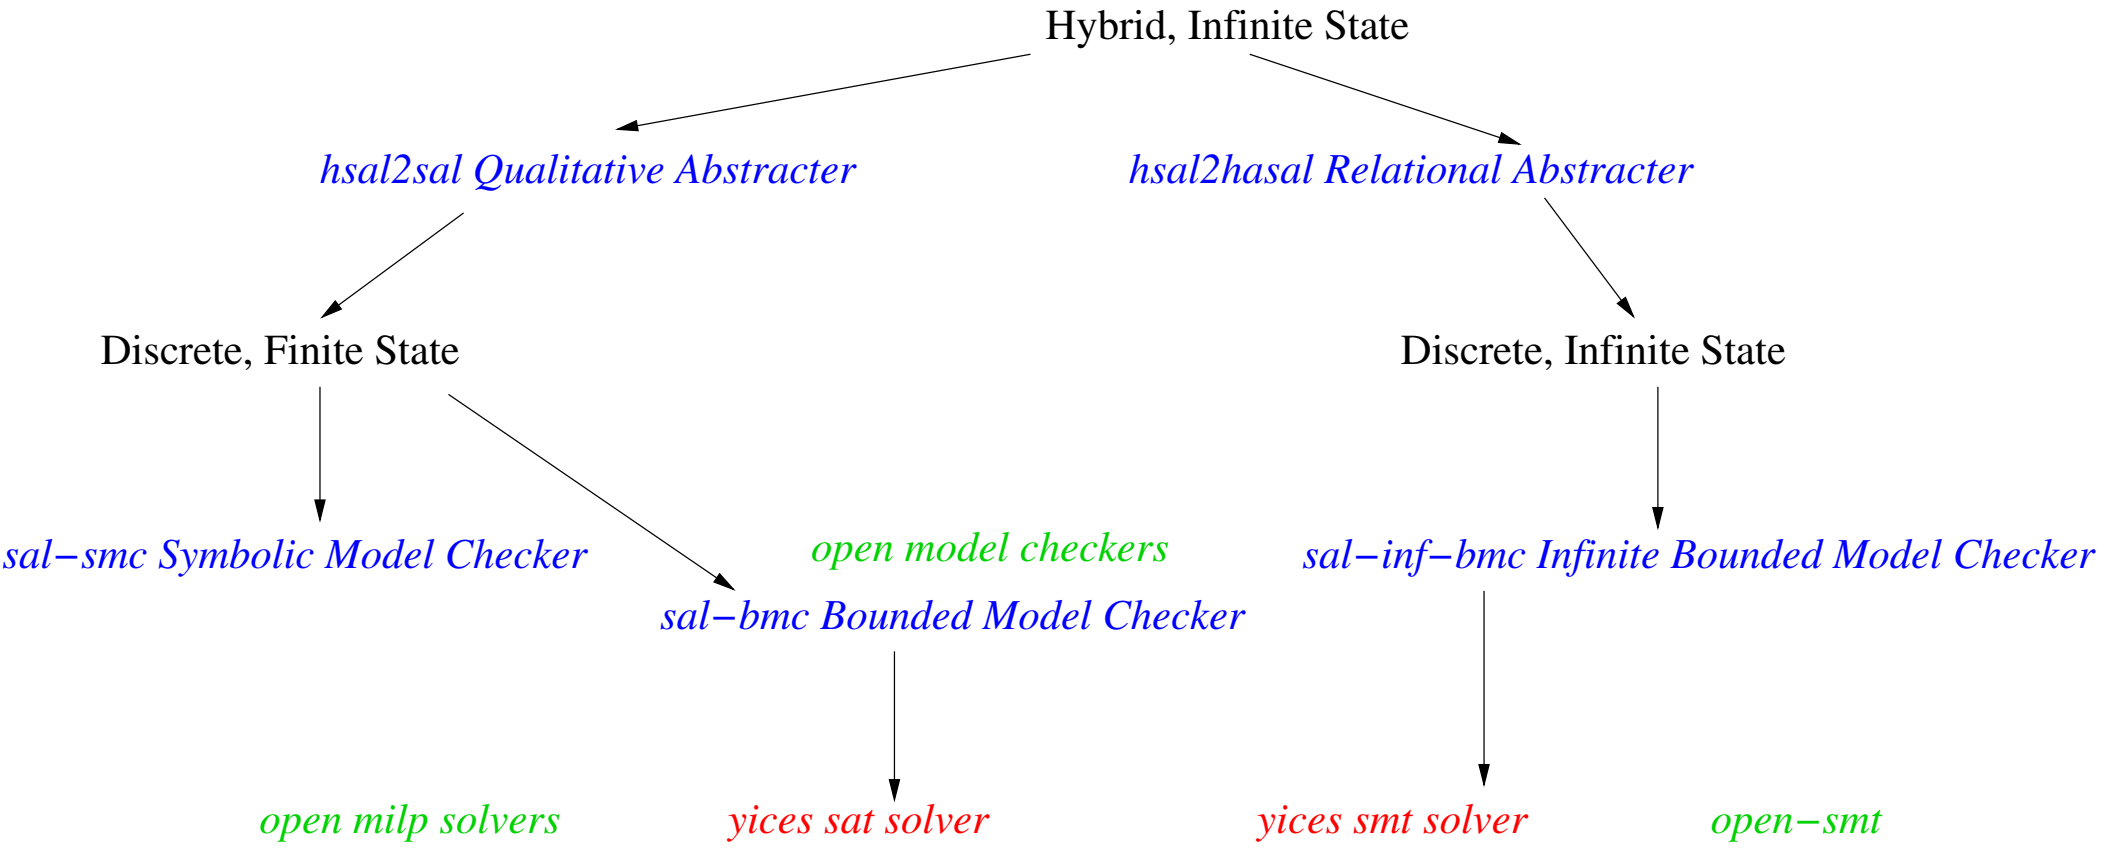 Hybrid, Infinite State
hsal2sal Qualitative Abstracter
hsal2hasal Relational Abstracter
Discrete, Finite State
Discrete, Infinite State
sal−smc Symbolic Model Checker
open model checkers
sal−inf−bmc Infinite Bounded Model Checker
sal−bmc Bounded Model Checker
open milp solvers
yices sat solver
yices smt solver
open−smt